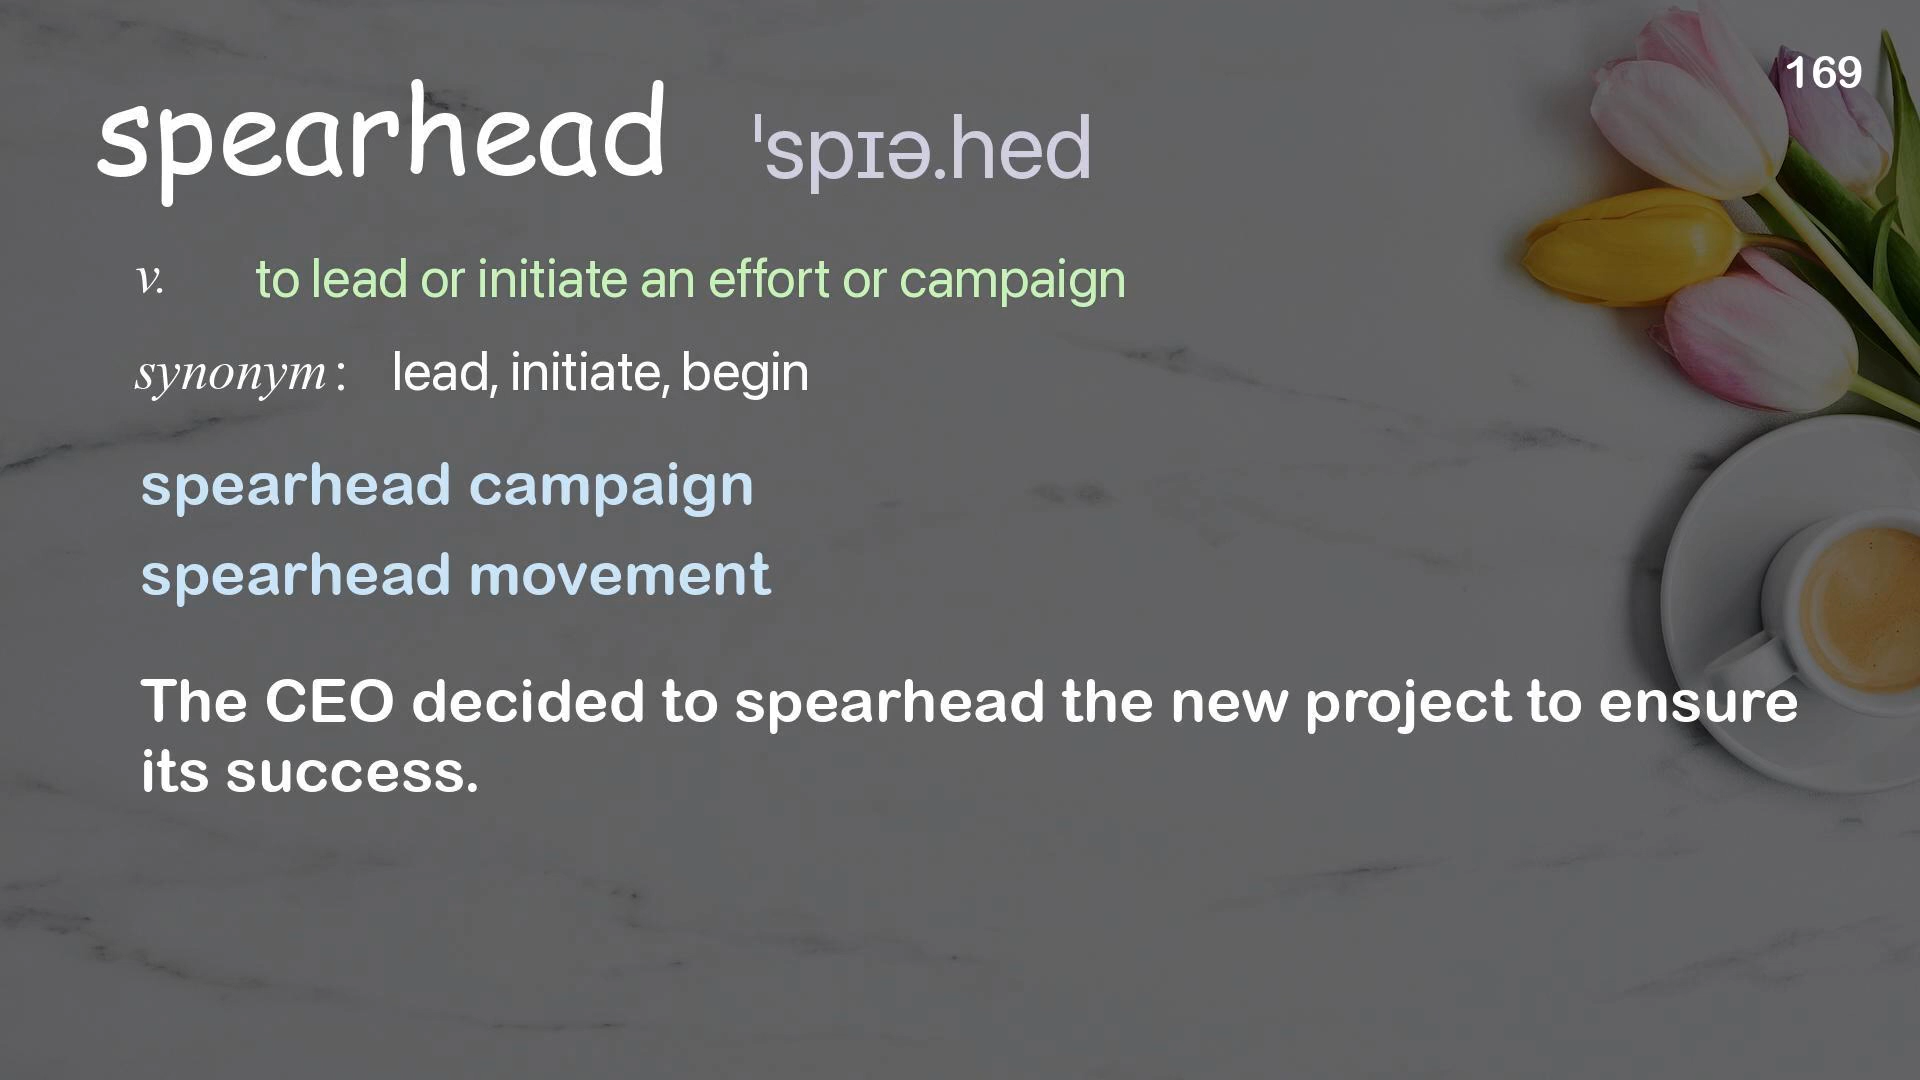 169
spearhead ˈspɪə.hed
v. to lead or initiate an effort or campaign
synonym : lead, initiate, begin
spearhead campaign
spearhead movement
The CEO decided to spearhead the new project to ensure
its success.